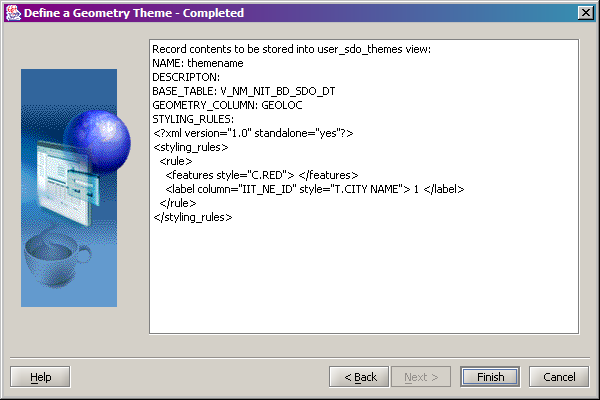 Define a Geometry Theme - Completed
Record contents to be stored into user_sdo_themes view:
NAME: themename
DESCRIPTON:
BASE_TABLE: V_NM_NIT_BD_SDO_DT
GEOMETRY_COLUMN: GEOLOC
STYLING_RULES:
<?xml version="1.0" standalone="yes"?>
<styling_rules>
<rule>
<features style="C.RED"> </features>
<label column="IIT_NE_ID" style="T.CITY NAME"> 1 </label>
</rule>
</styling_rules>
Help
< Back
Next >
Finish
Cancel